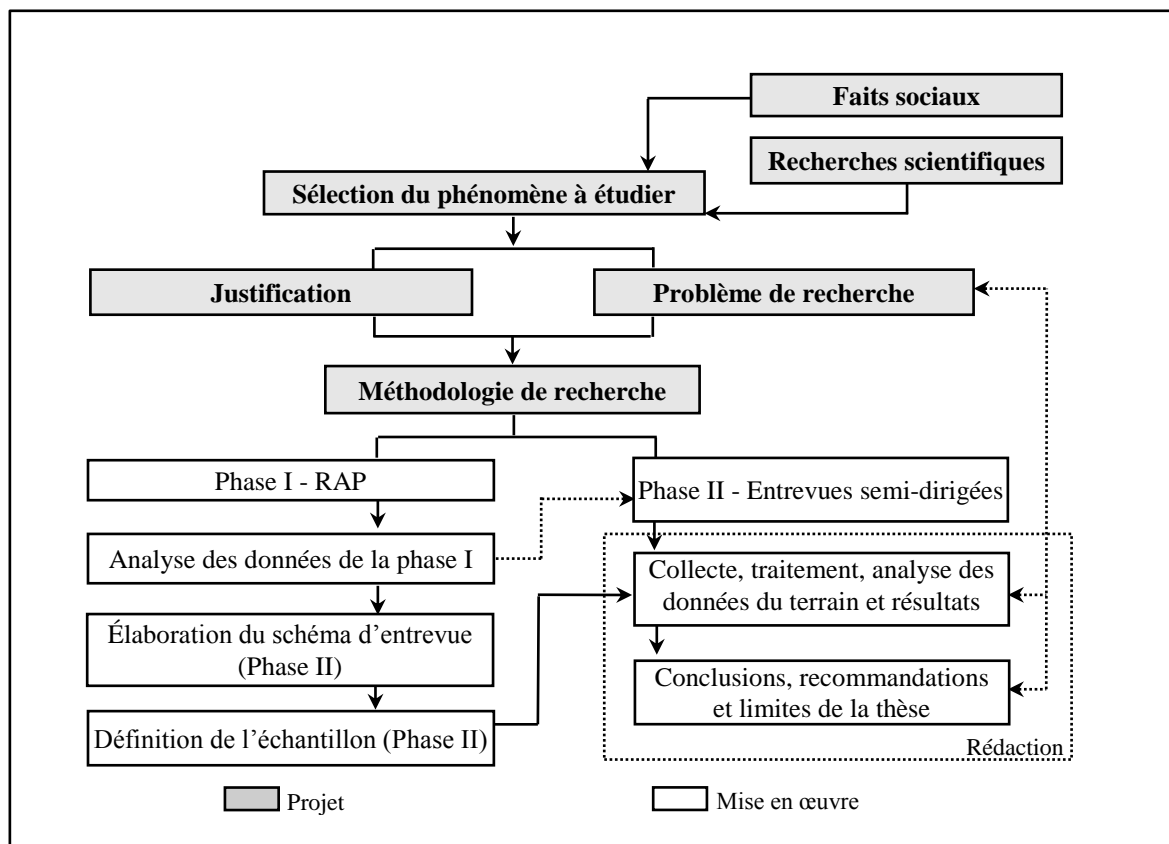 Faits sociaux
Recherches scientifiques
Sélection du phénomène à étudier
Justification
Problème de recherche
Méthodologie de recherche
Phase I - RAP
Phase II - Entrevues semi-dirigées
Analyse des données de la phase I
Collecte, traitement, analyse des
données du terrain et résultats
Élaboration du schéma d’entrevue
(Phase II)
Conclusions, recommandations
et limites de la thèse
Définition de l’échantillon (Phase II)
Rédaction
Projet
Mise en œuvre